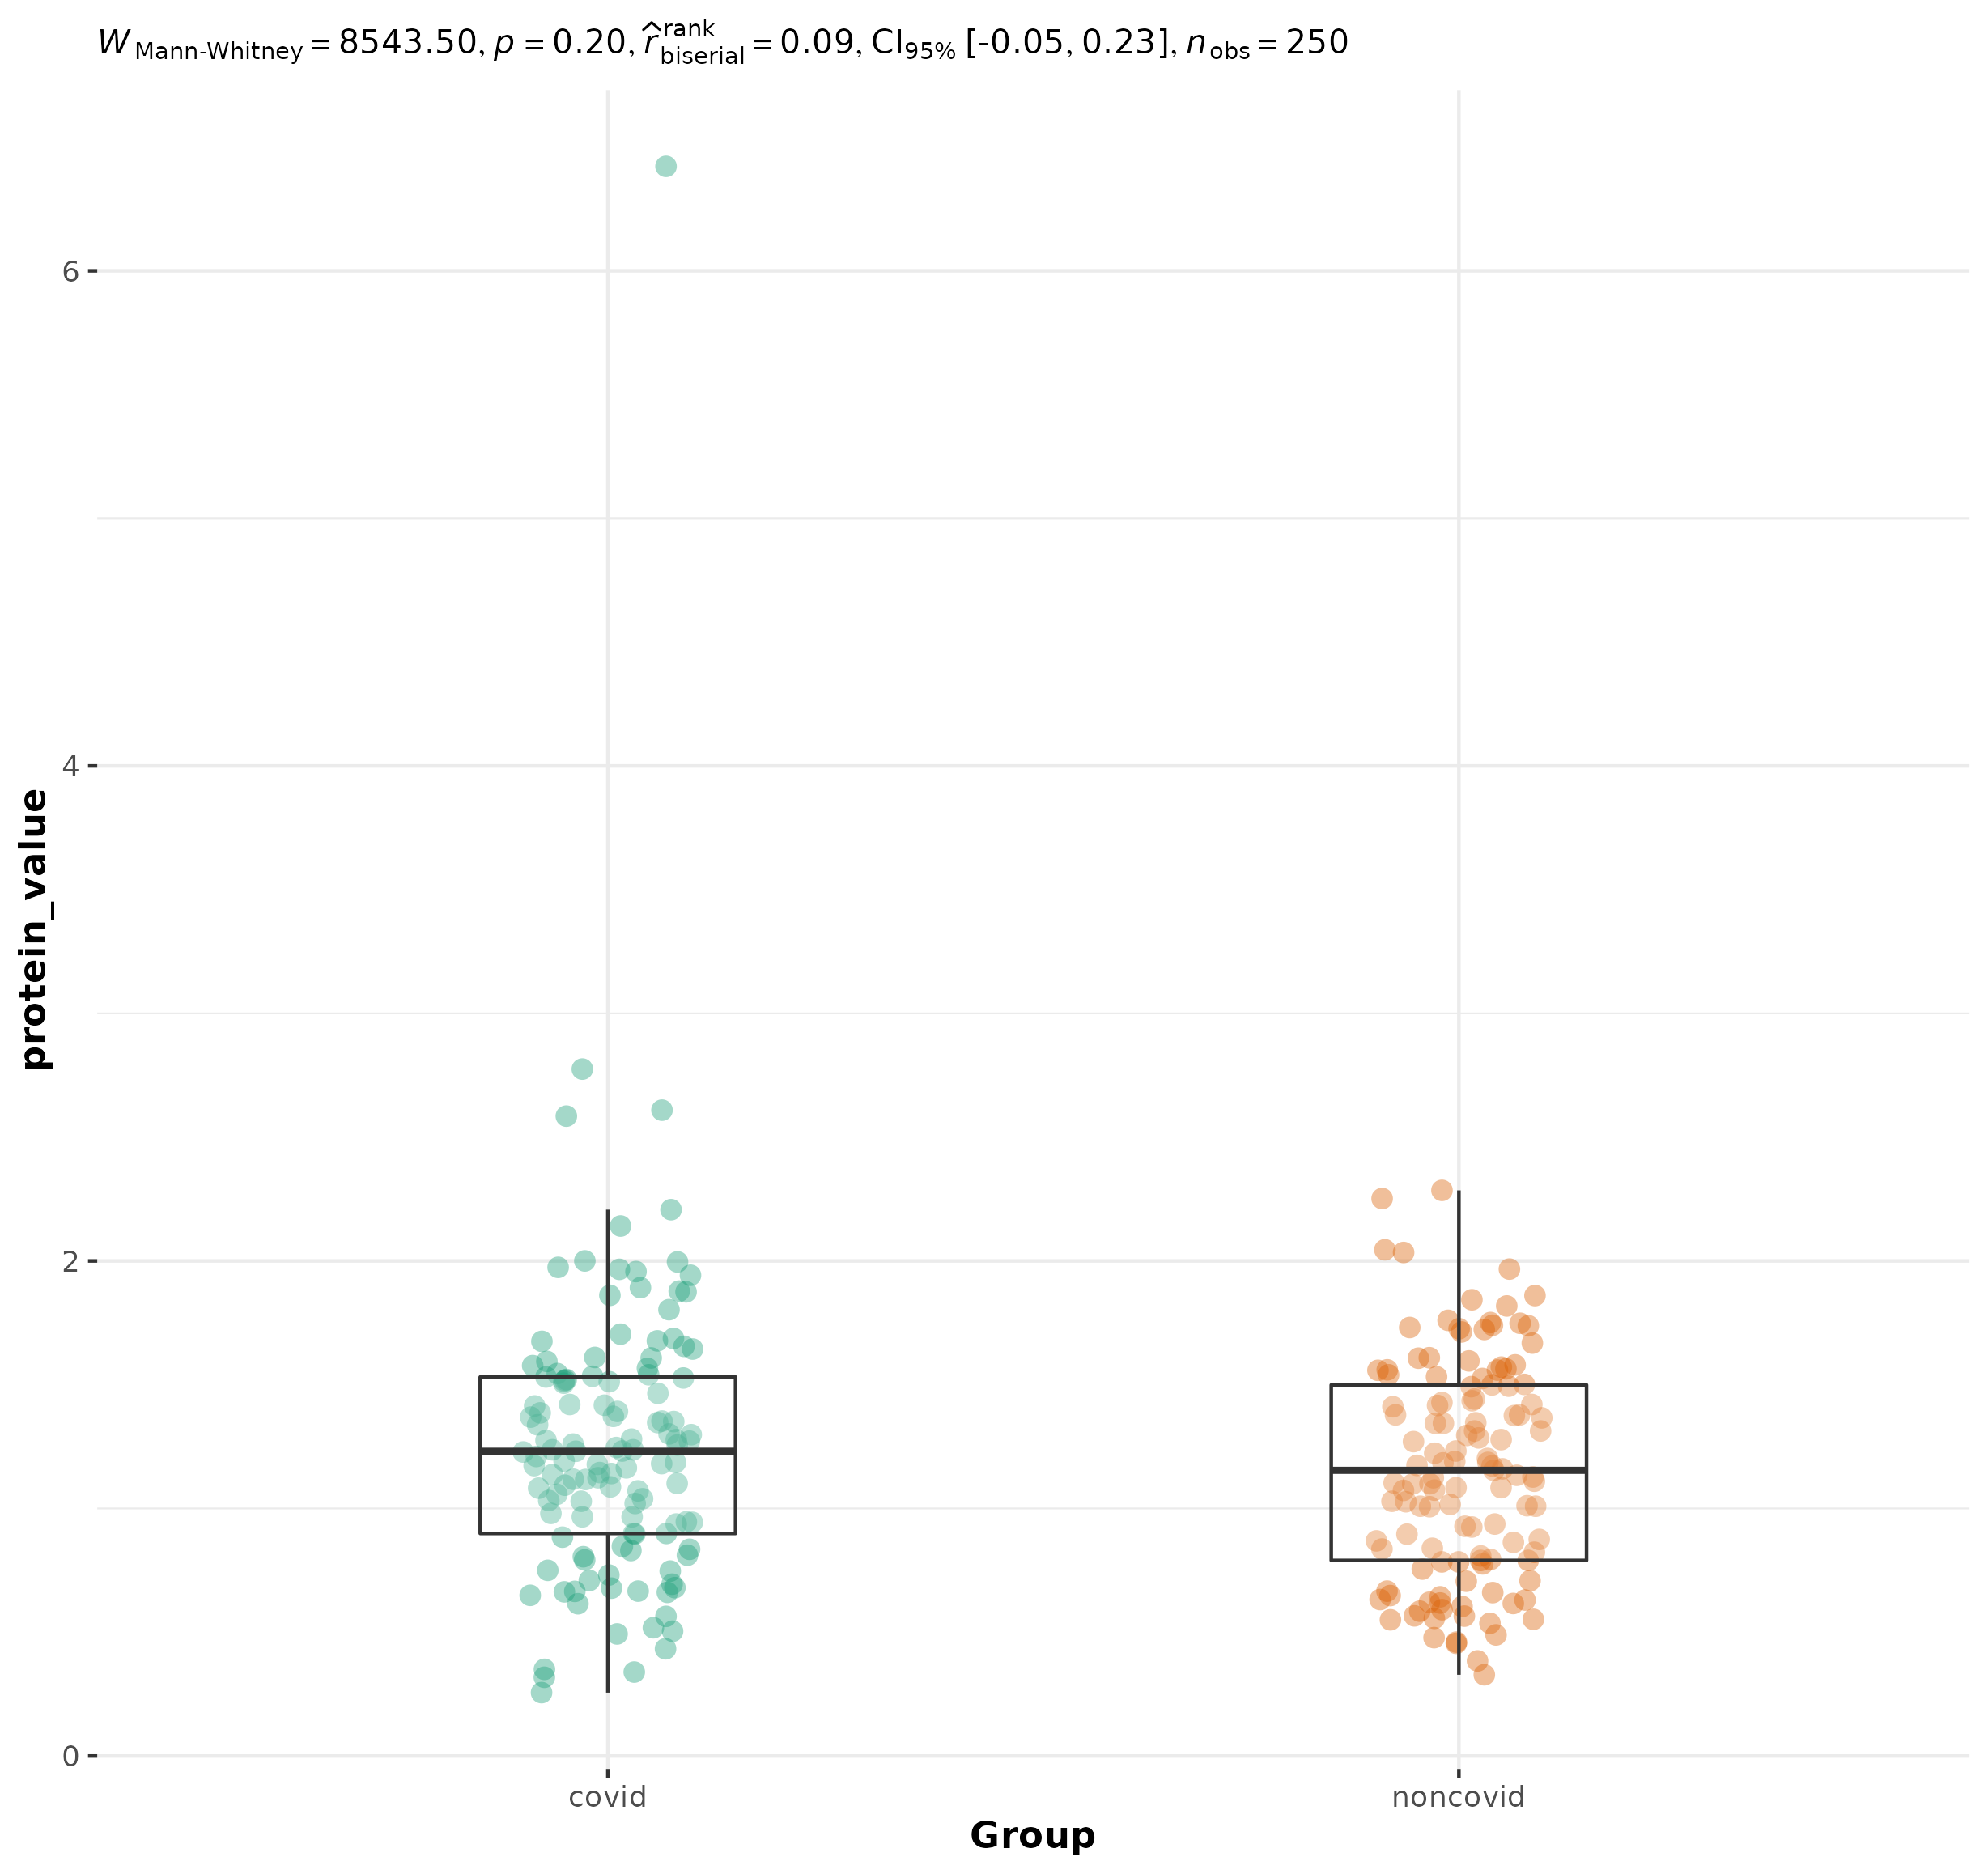 W Mann-Whitney = 8543.50, p = 0.20, r̂ rank biserial = 0.09, CI95% [-0.05, 0.23], n obs = 250
6
4
2
0
protein_value
covid noncovid
Group